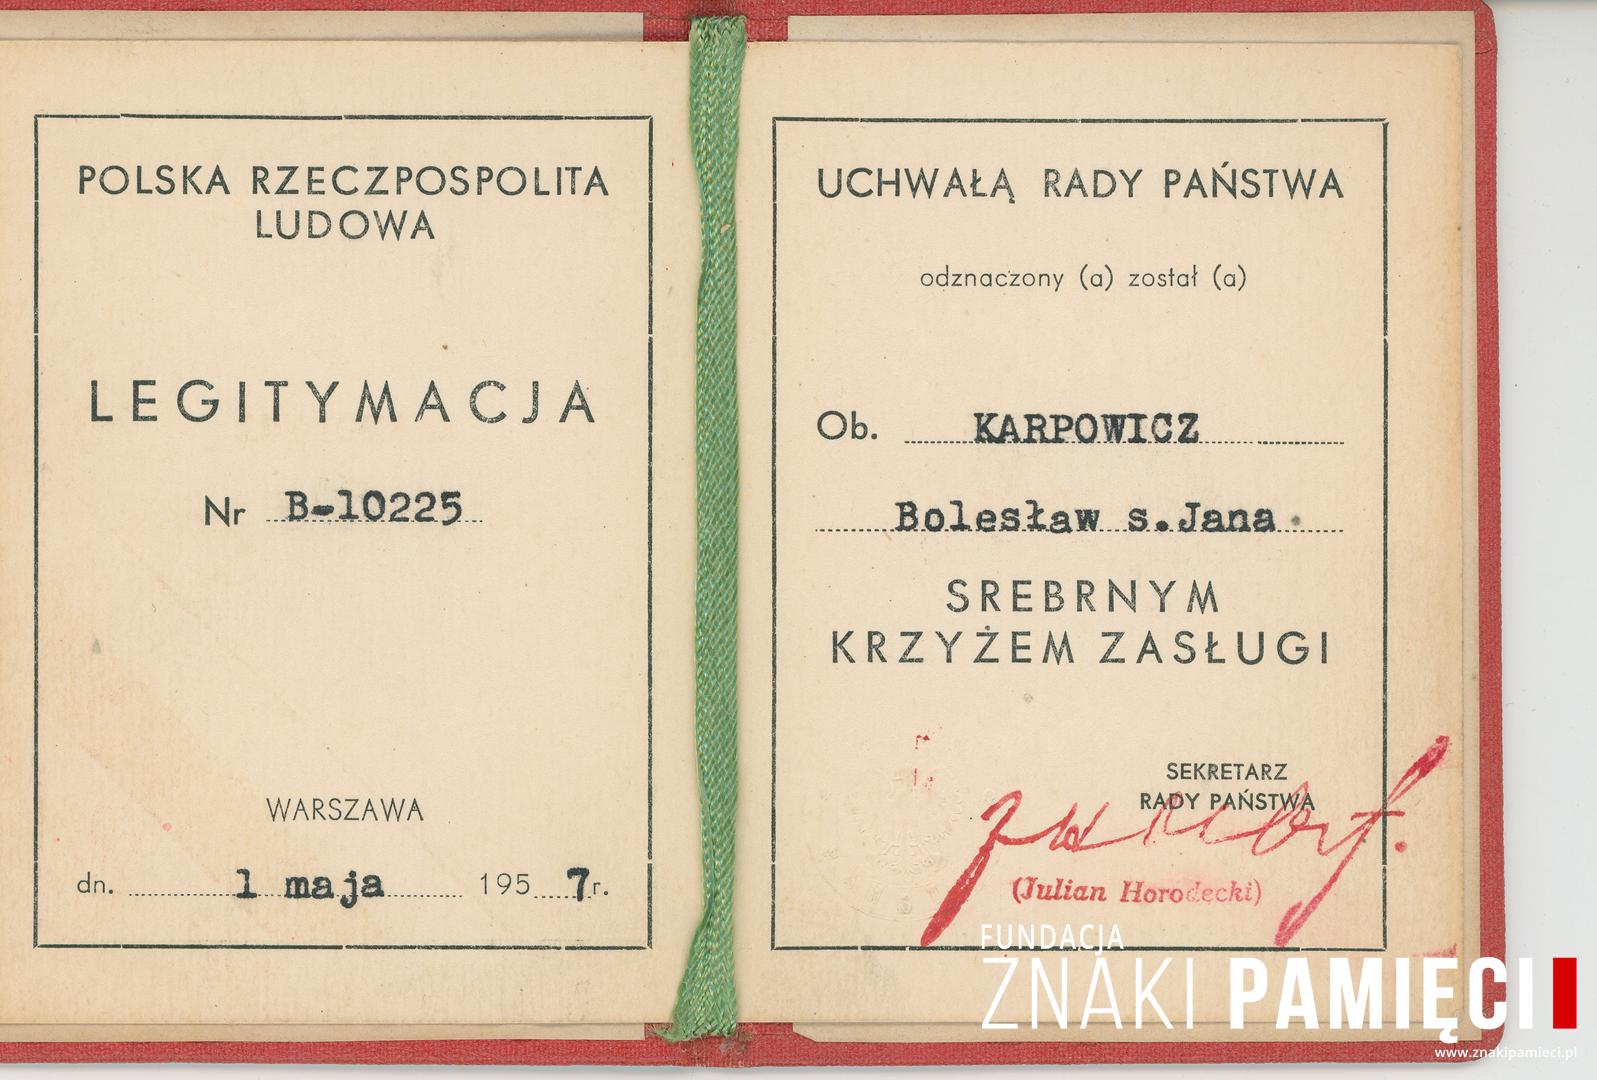 POLSKA RZECZPOSPOLITA
LUDOWA
LEGITYMACJA
Nr B-10225
WARSZAWA
dn. 1 maja 1957r.
UCHWAŁĄ RADY PAŃSTWA
odznaczony (a) został (a)
Ob. KARPOWICZ
Bolesław s.Jana
SREBRNYM
KRZYŻEM ZASŁUGI
SEKRETARZ
RADY PAŃSTWA
(Julian Horodecki)
FUNDACJA
ZNAKI PAMIĘCI
www.znakipamieci.pl